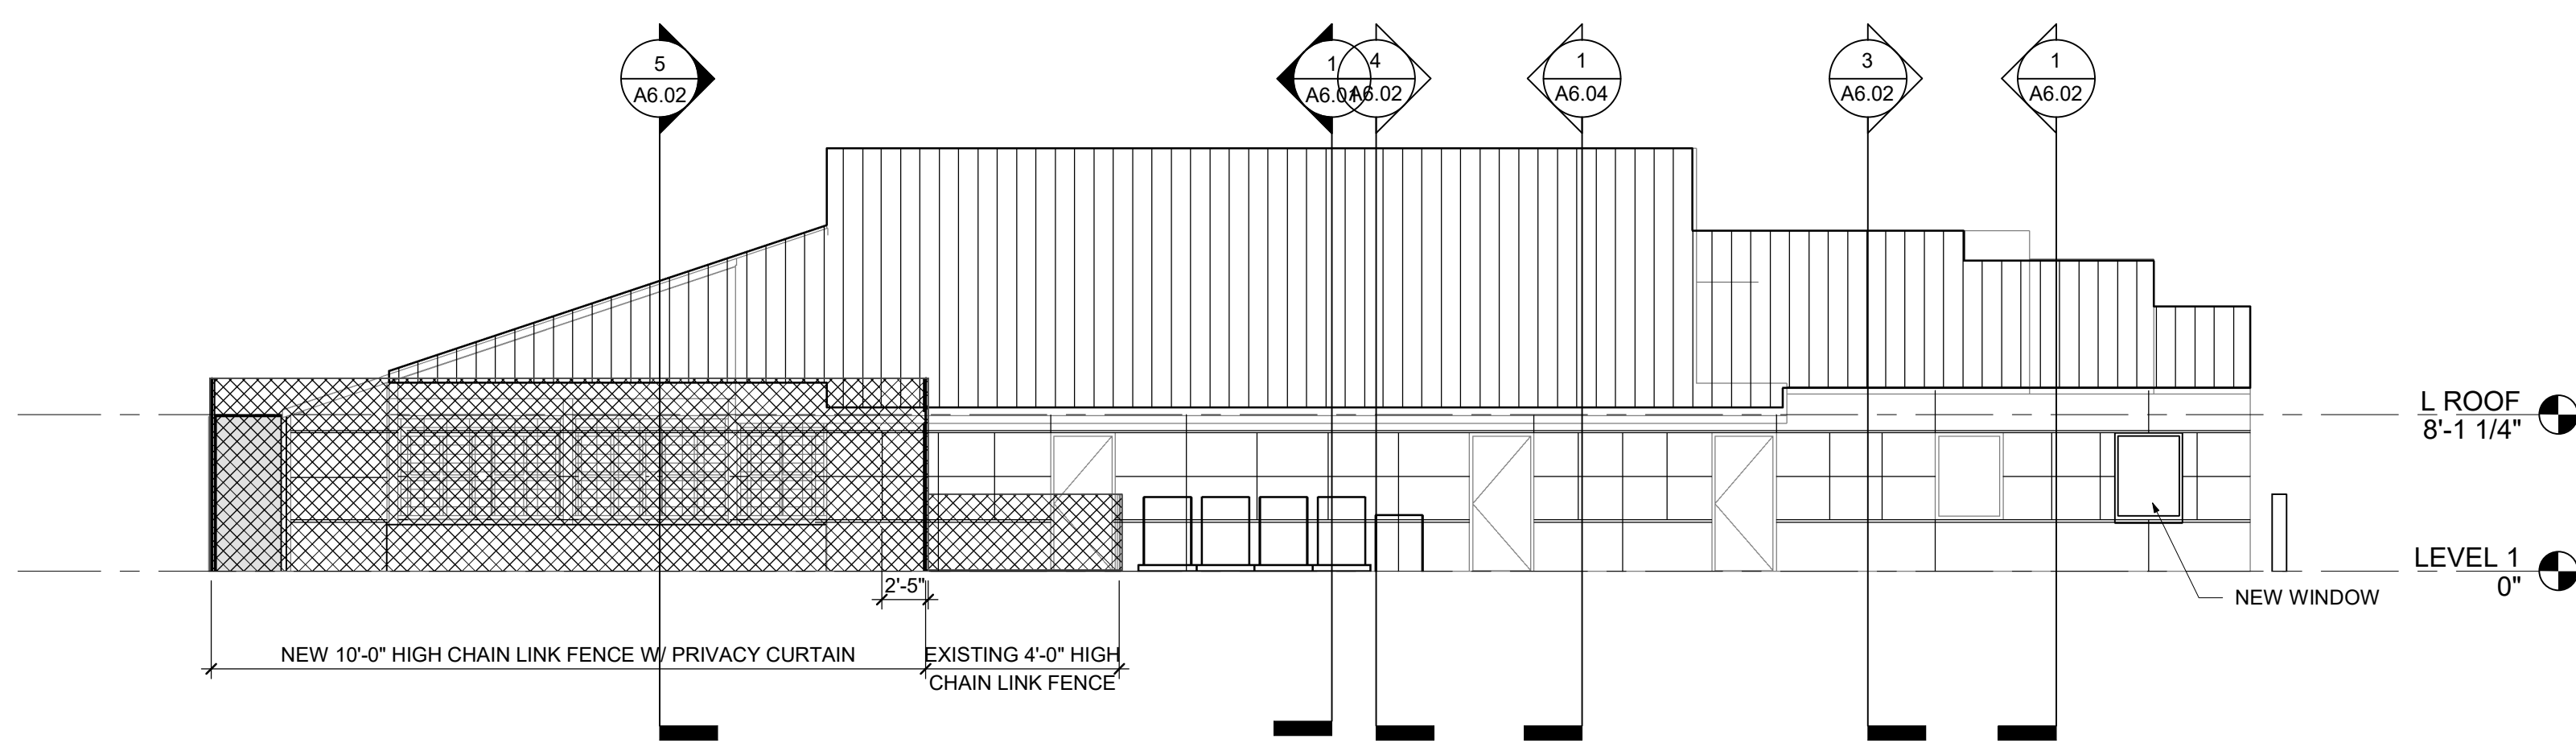 5
A6.02
1
A6.01
4
A6.02
1
A6.04
3
A6.02
1
A6.02
L ROOF
8'-1 1/4"
LEVEL 1
0"
2'-5"
NEW WINDOW
NEW 10'-0" HIGH CHAIN LINK FENCE W/ PRIVACY CURTAIN
EXISTING 4'-0" HIGH
CHAIN LINK FENCE